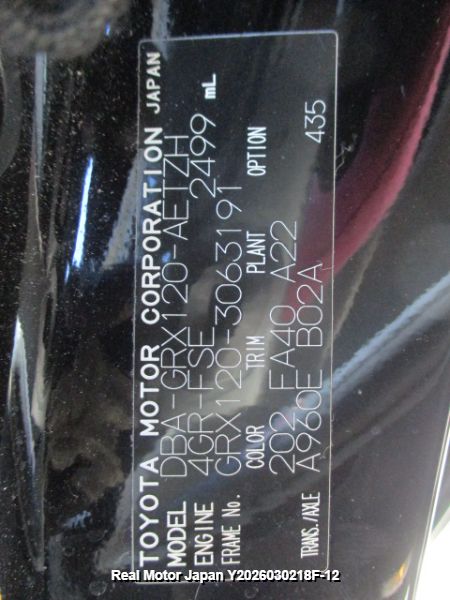 TOYOTA MOTOR CORPORATION JAPAN
MODEL DBA-GRX120-AETZH
ENGINE 4GR-FSE 2499 mL
FRAME No. GRX120-3063191
COLOR TRIM PLANT OPTION
202 FA40 A22
TRANS./AXLE A960E B02A 435
Real Motor Japan Y2026030218F-12